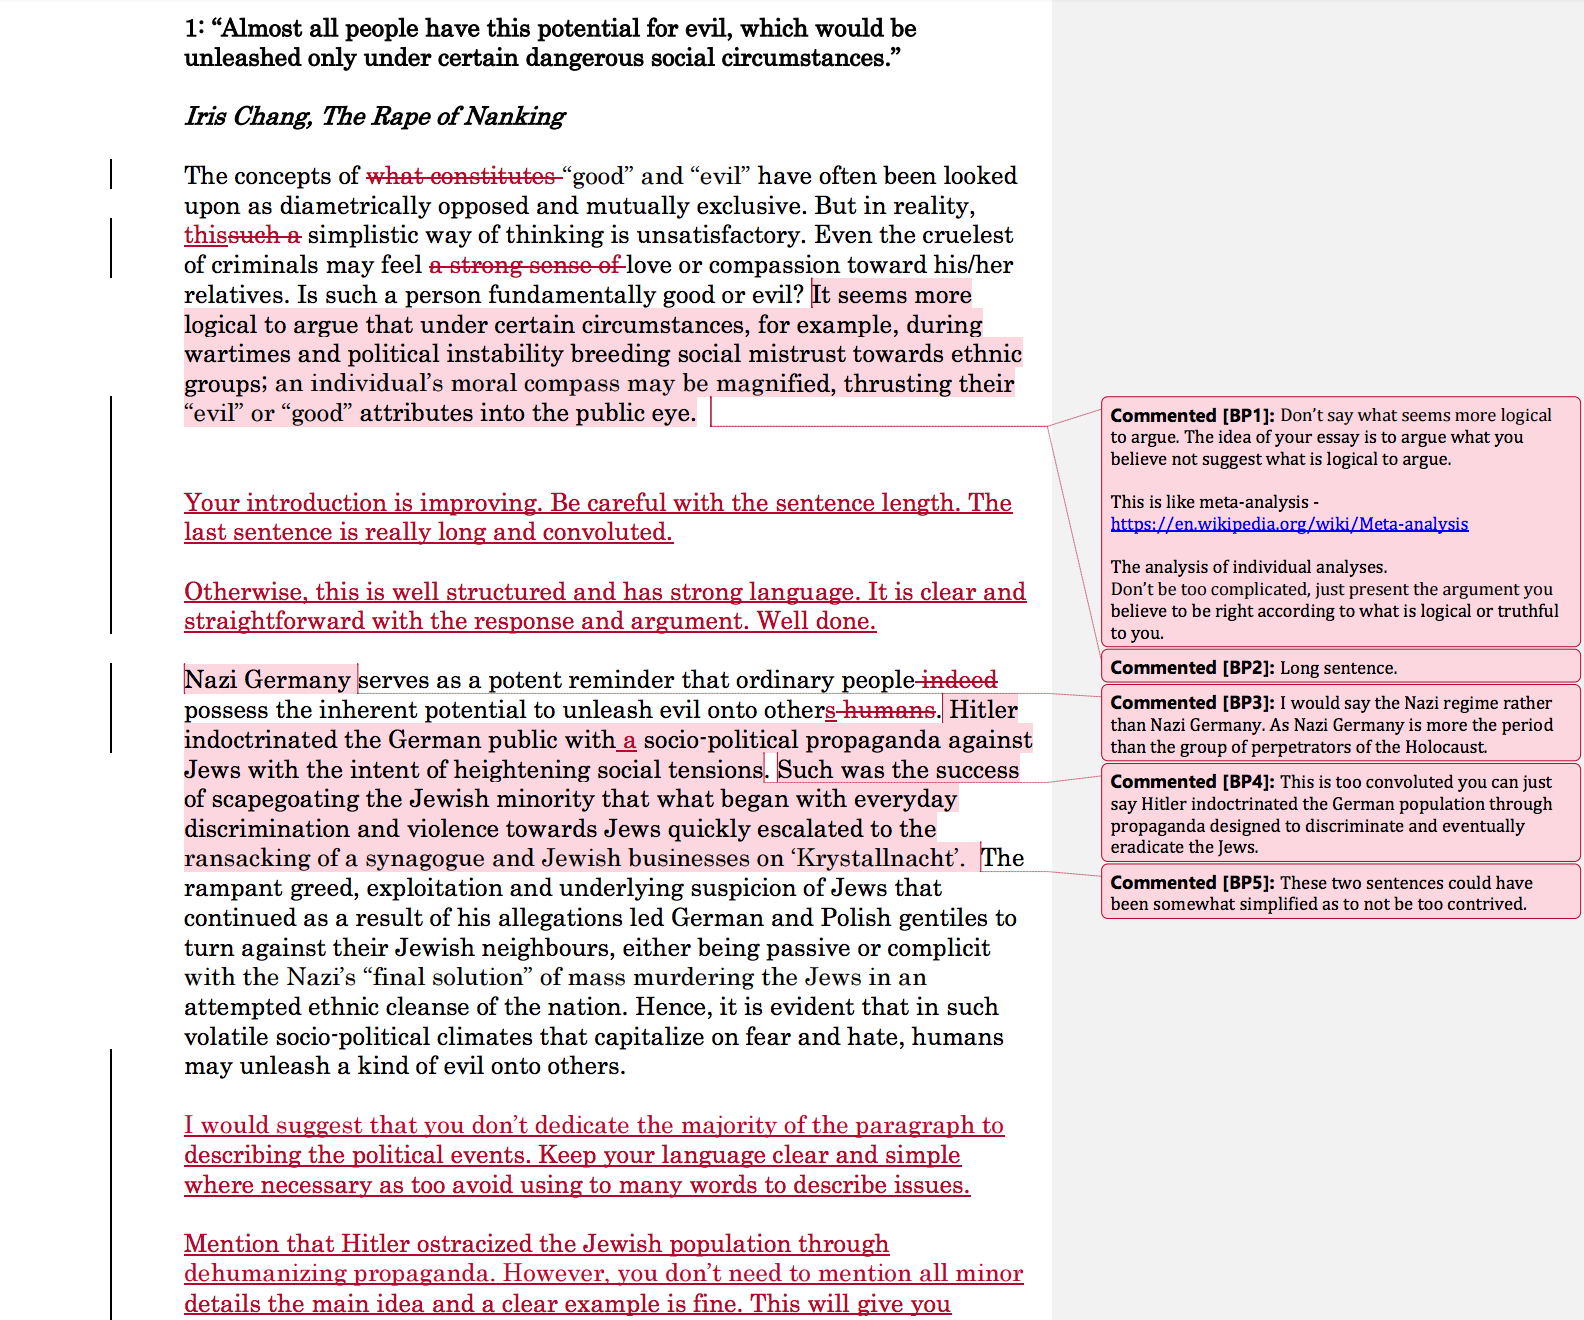 1: “Almost all people have this potential for evil, which would be
unleashed only under certain dangerous social circumstances.”
Iris Chang, The Rape of Nanking
The concepts of what constitutes “good” and “evil” have often been looked
upon as diametrically opposed and mutually exclusive. But in reality,
thissuch a simplistic way of thinking is unsatisfactory. Even the cruelest
of criminals may feel a strong sense of love or compassion toward his/her
relatives. Is such a person fundamentally good or evil? It seems more
logical to argue that under certain circumstances, for example, during
wartimes and political instability breeding social mistrust towards ethnic
groups; an individual’s moral compass may be magnified, thrusting their
“evil” or “good” attributes into the public eye.
Your introduction is improving. Be careful with the sentence length. The
last sentence is really long and convoluted.
Otherwise, this is well structured and has strong language. It is clear and
straightforward with the response and argument. Well done.
Nazi Germany serves as a potent reminder that ordinary people indeed
possess the inherent potential to unleash evil onto others humans. Hitler
indoctrinated the German public with a socio-political propaganda against
Jews with the intent of heightening social tensions. Such was the success
of scapegoating the Jewish minority that what began with everyday
discrimination and violence towards Jews quickly escalated to the
ransacking of a synagogue and Jewish businesses on ‘Krystallnacht’. The
rampant greed, exploitation and underlying suspicion of Jews that
continued as a result of his allegations led German and Polish gentiles to
turn against their Jewish neighbours, either being passive or complicit
with the Nazi’s “final solution” of mass murdering the Jews in an
attempted ethnic cleanse of the nation. Hence, it is evident that in such
volatile socio-political climates that capitalize on fear and hate, humans
may unleash a kind of evil onto others.
I would suggest that you don’t dedicate the majority of the paragraph to
describing the political events. Keep your language clear and simple
where necessary as too avoid using to many words to describe issues.
Mention that Hitler ostracized the Jewish population through
dehumanizing propaganda. However, you don’t need to mention all minor
details the main idea and a clear example is fine. This will give you
Commented [BP1]: Don’t say what seems more logical
to argue. The idea of your essay is to argue what you
believe not suggest what is logical to argue.
This is like meta-analysis -
https://en.wikipedia.org/wiki/Meta-analysis
The analysis of individual analyses.
Don’t be too complicated, just present the argument you
believe to be right according to what is logical or truthful
to you.
Commented [BP2]: Long sentence.
Commented [BP3]: I would say the Nazi regime rather
than Nazi Germany. As Nazi Germany is more the period
than the group of perpetrators of the Holocaust.
Commented [BP4]: This is too convoluted you can just
say Hitler indoctrinated the German population through
propaganda designed to discriminate and eventually
eradicate the Jews.
Commented [BP5]: These two sentences could have
been somewhat simplified as to not be too contrived.